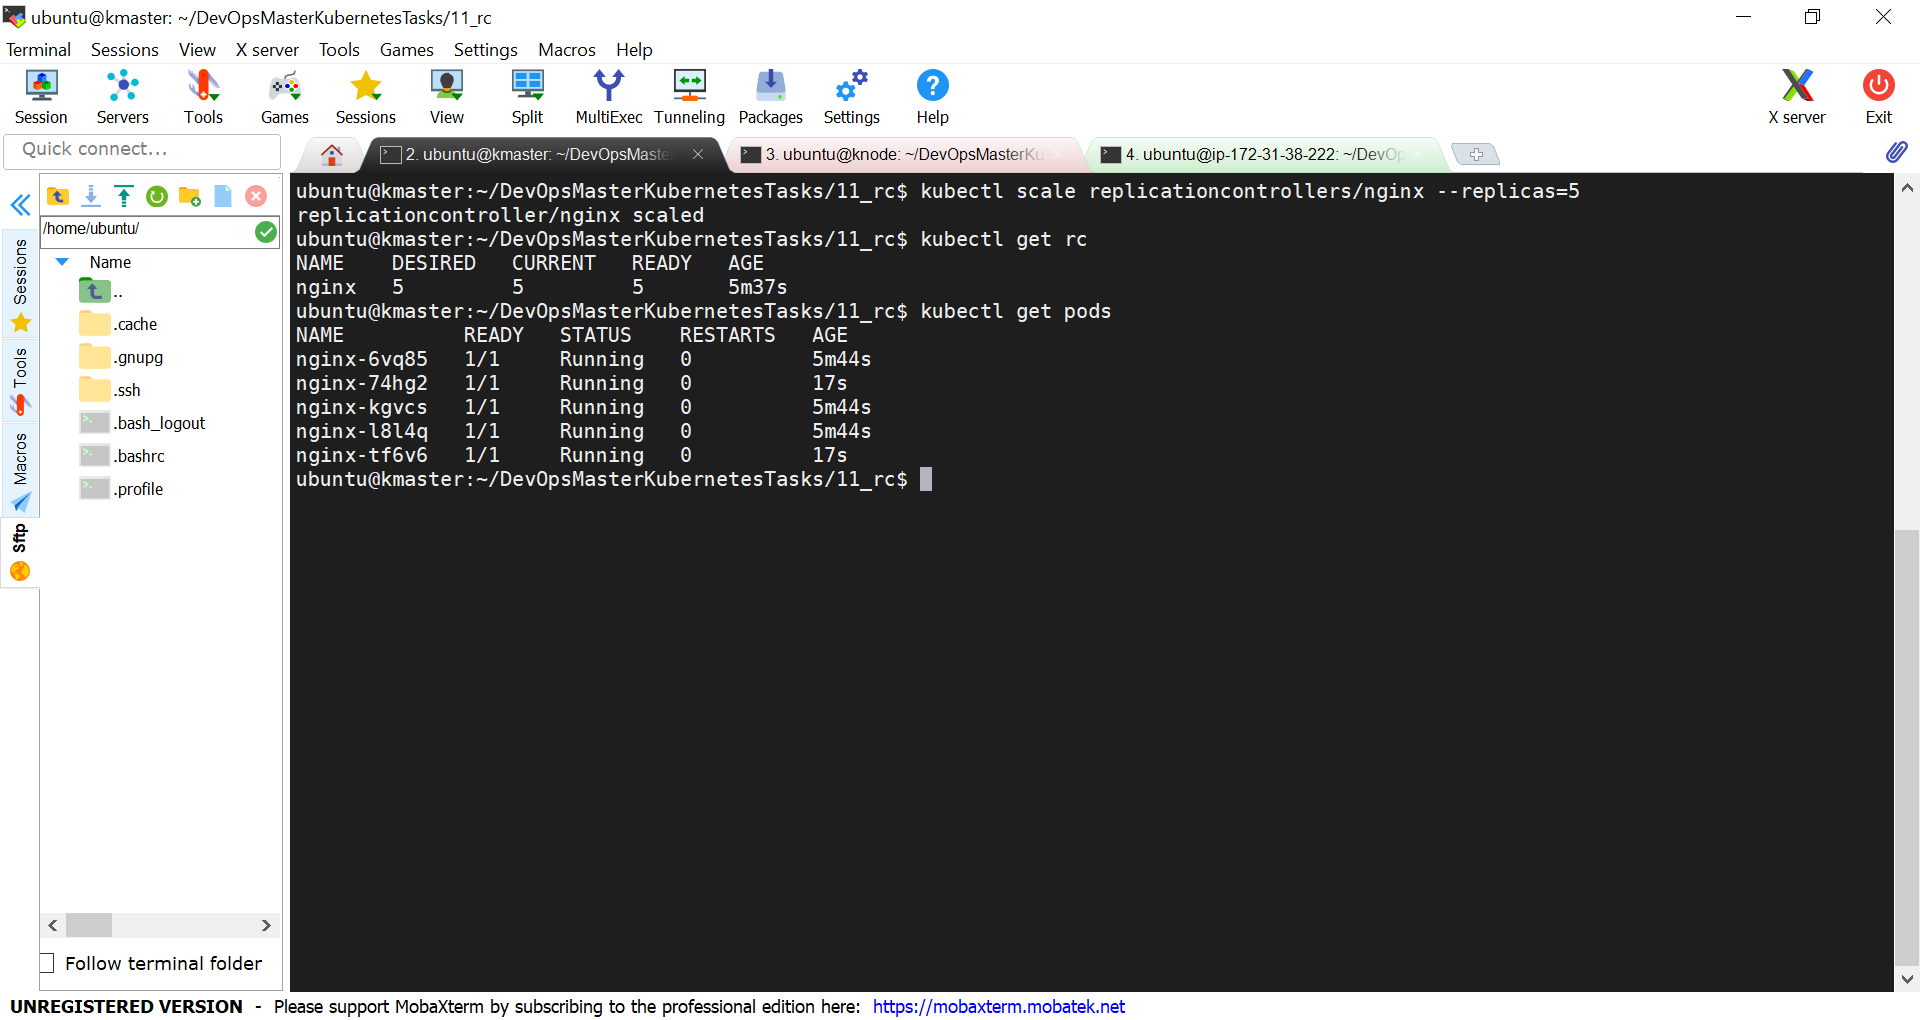 ubuntu@kmaster: ~/DevOpsMasterKubernetesTasks/11_rc
Terminal Sessions View X server Tools Games Settings Macros Help
Session Servers Tools Games Sessions View Split MultiExec Tunneling Packages Settings Help X server Exit
Quick connect...
2. ubuntu@kmaster: ~/DevOpsMaste
3. ubuntu@knode: ~/DevOpsMasterKu
4. ubuntu@ip-172-31-38-222: ~/DevOp
Sessions
Tools
Macros
Sftp
/home/ubuntu/
Name
..
.cache
.gnupg
.ssh
.bash_logout
.bashrc
.profile
Follow terminal folder
ubuntu@kmaster:~/DevOpsMasterKubernetesTasks/11_rc$ kubectl scale replicationcontrollers/nginx --replicas=5
replicationcontroller/nginx scaled
ubuntu@kmaster:~/DevOpsMasterKubernetesTasks/11_rc$ kubectl get rc
NAME DESIRED CURRENT READY AGE
nginx 5 5 5 5m37s
ubuntu@kmaster:~/DevOpsMasterKubernetesTasks/11_rc$ kubectl get pods
NAME READY STATUS RESTARTS AGE
nginx-6vq85 1/1 Running 0 5m44s
nginx-74hg2 1/1 Running 0 17s
nginx-kgvcs 1/1 Running 0 5m44s
nginx-l8l4q 1/1 Running 0 5m44s
nginx-tf6v6 1/1 Running 0 17s
ubuntu@kmaster:~/DevOpsMasterKubernetesTasks/11_rc$
UNREGISTERED VERSION - Please support MobaXterm by subscribing to the professional edition here: https://mobaxterm.mobatek.net